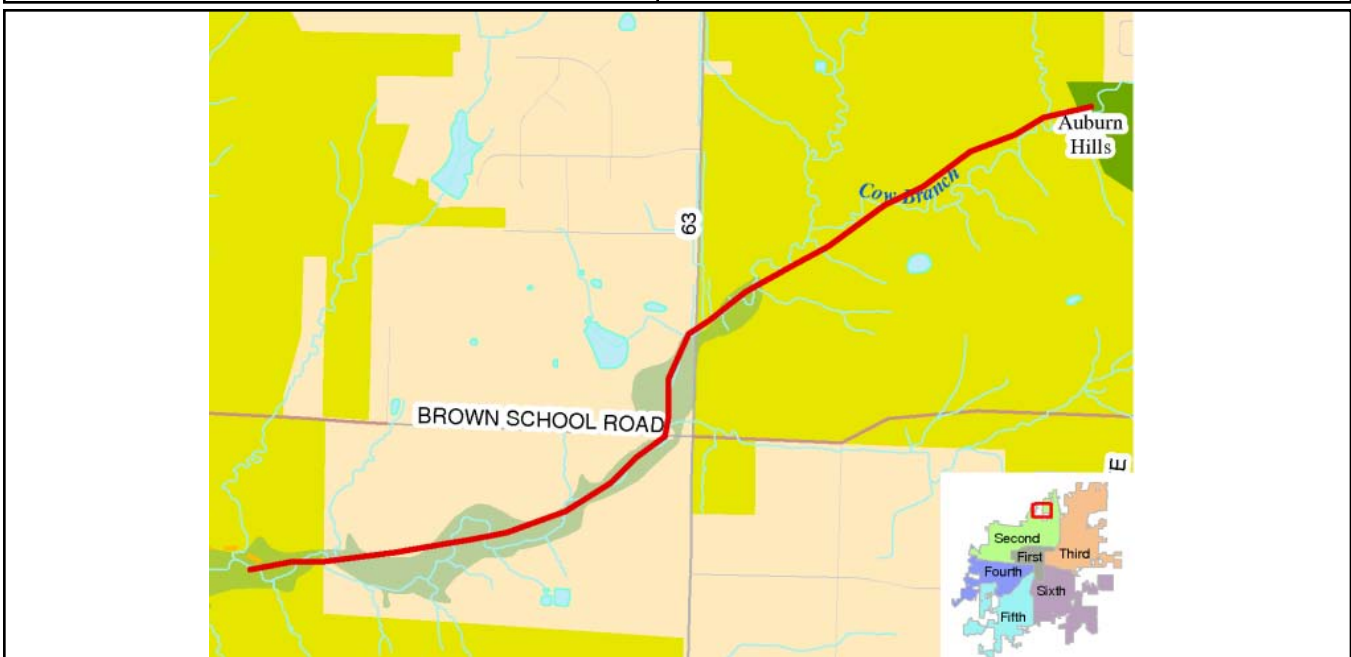 Auburn
Hills
Cow Branch
63
BROWN SCHOOL ROAD
E
Second
First
Third
Fourth
Sixth
Fifth